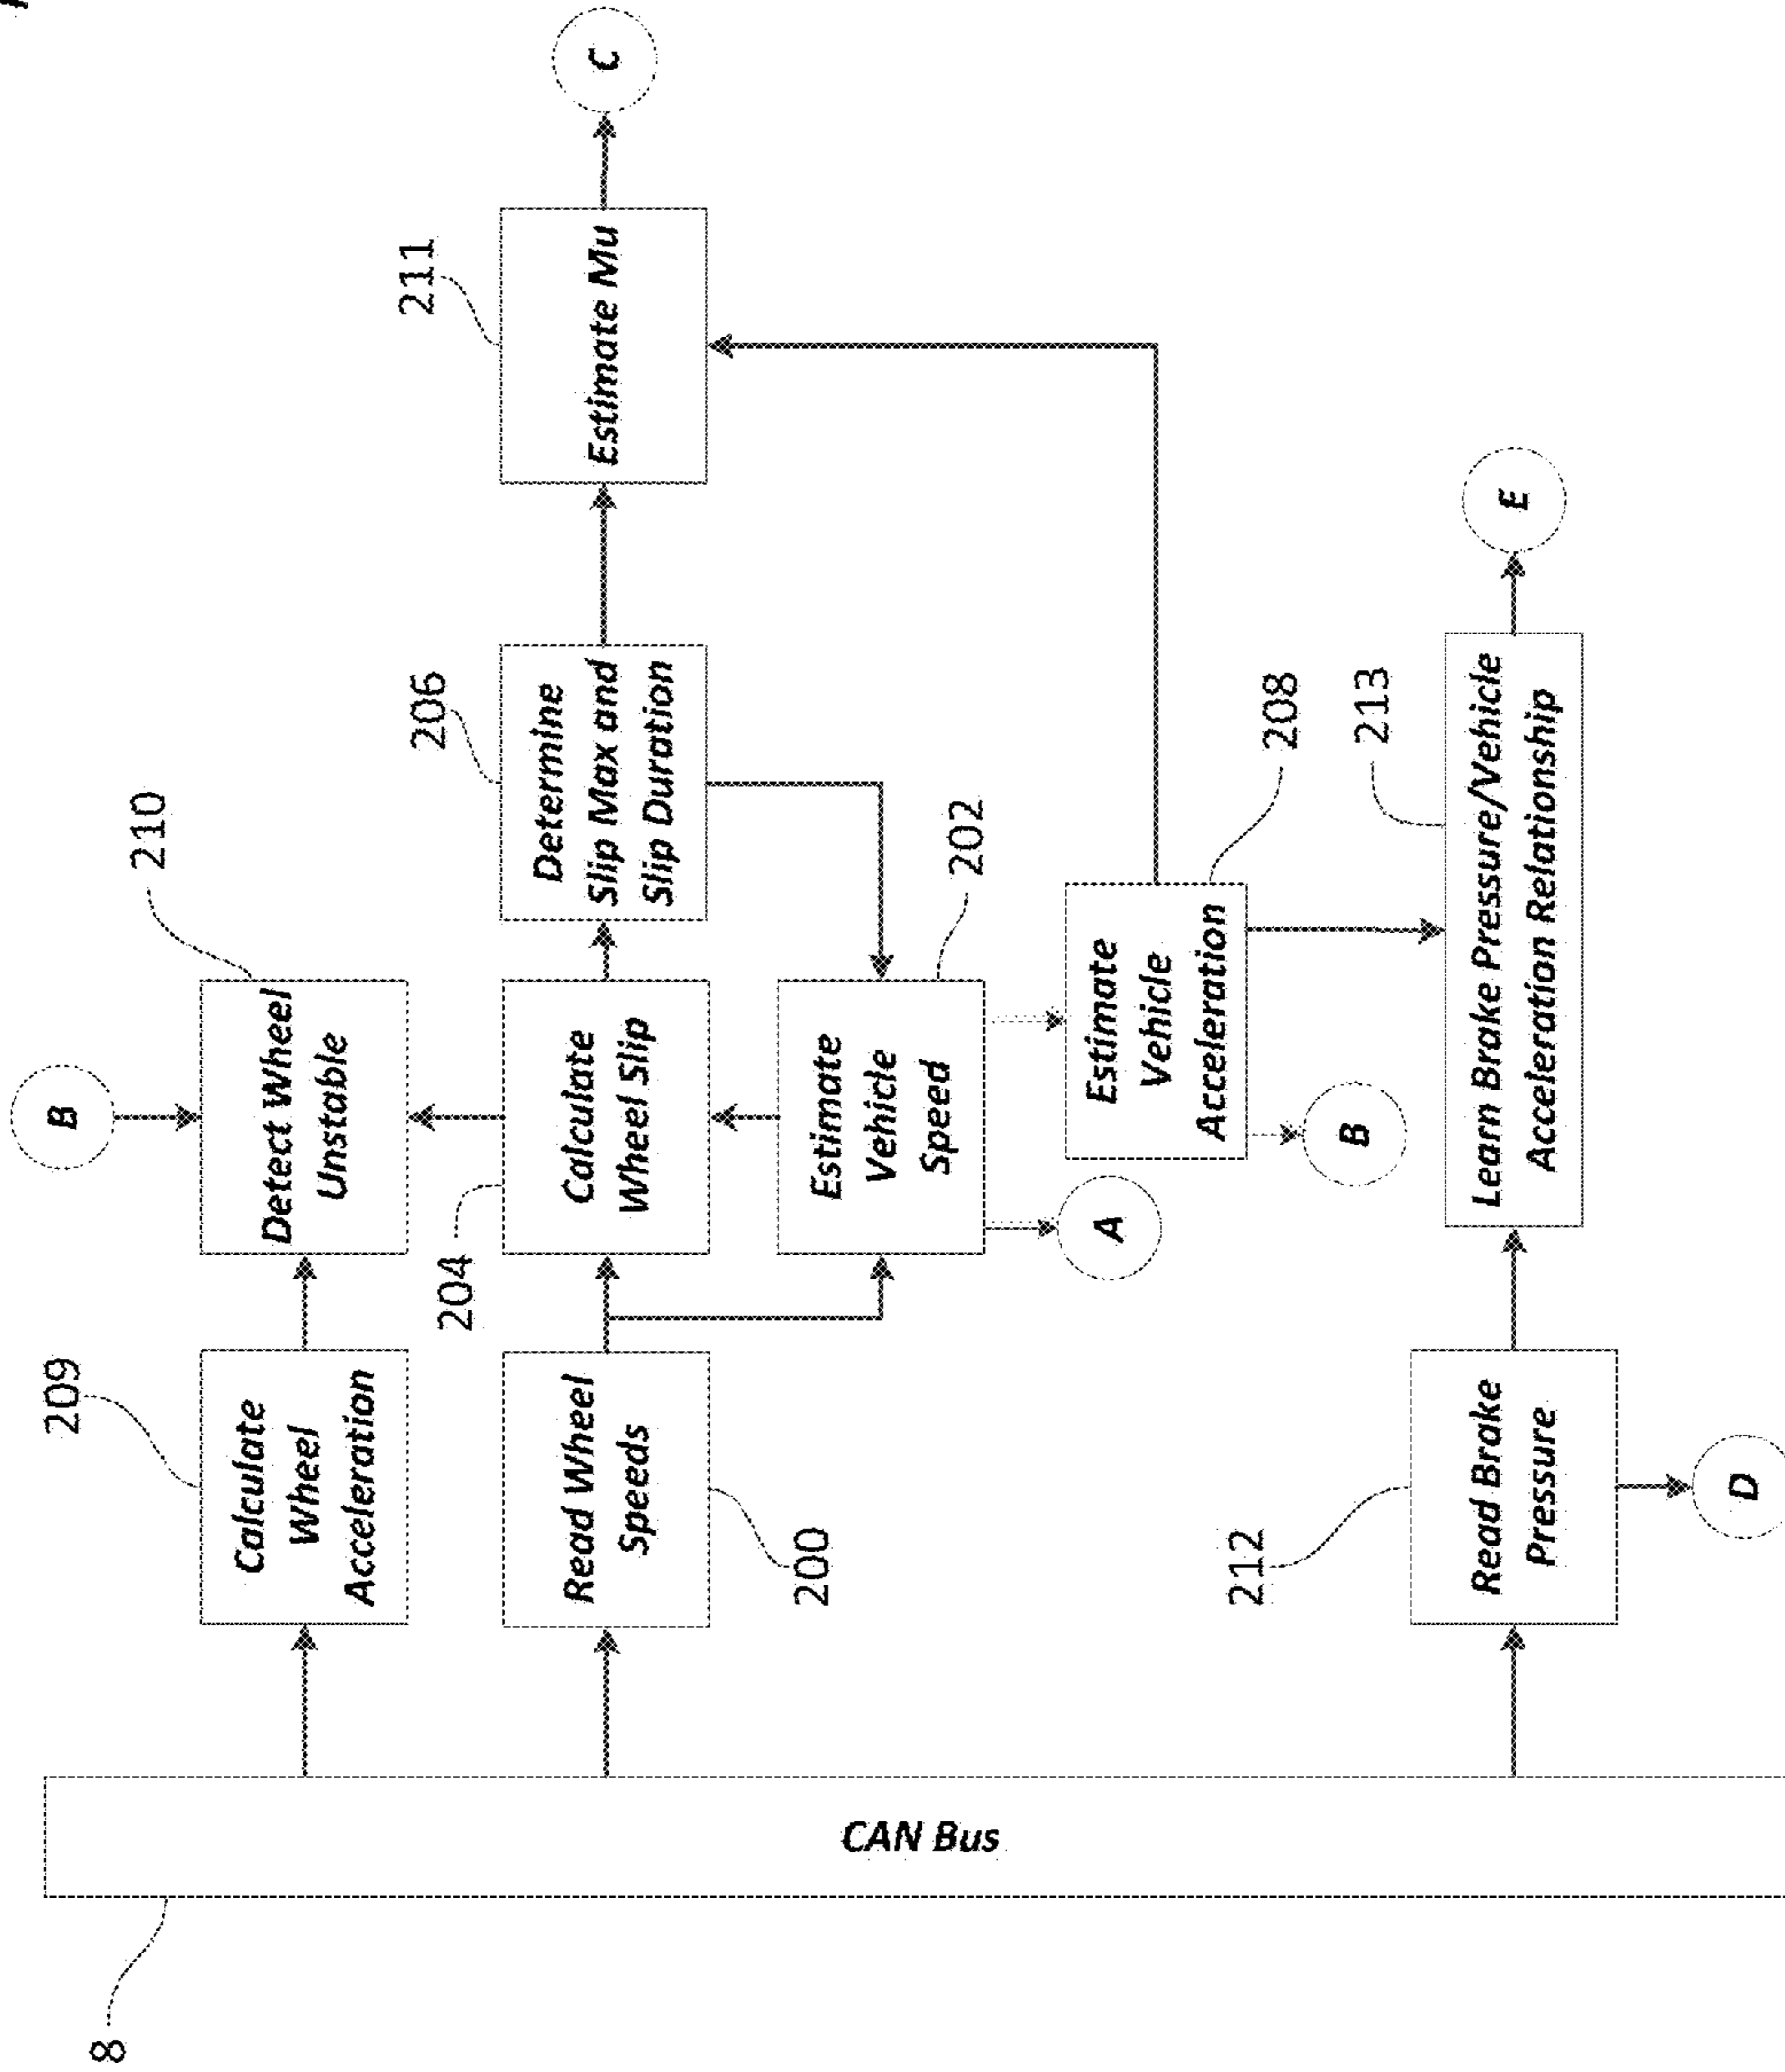 B
C
209
210
211
Calculate
Wheel
Acceleration
Detect Wheel
Unstable
204
206
Read Wheel
Speeds
Calculate
Wheel Slip
Determine
Slip Max and
Slip Duration
Estimate Mu
200
Estimate
Vehicle
Speed
202
A
Estimate
Vehicle
Acceleration
208
B
213
E
212
Read Brake
Pressure
Learn Brake Pressure/Vehicle
Acceleration Relationship
D
CAN Bus
8